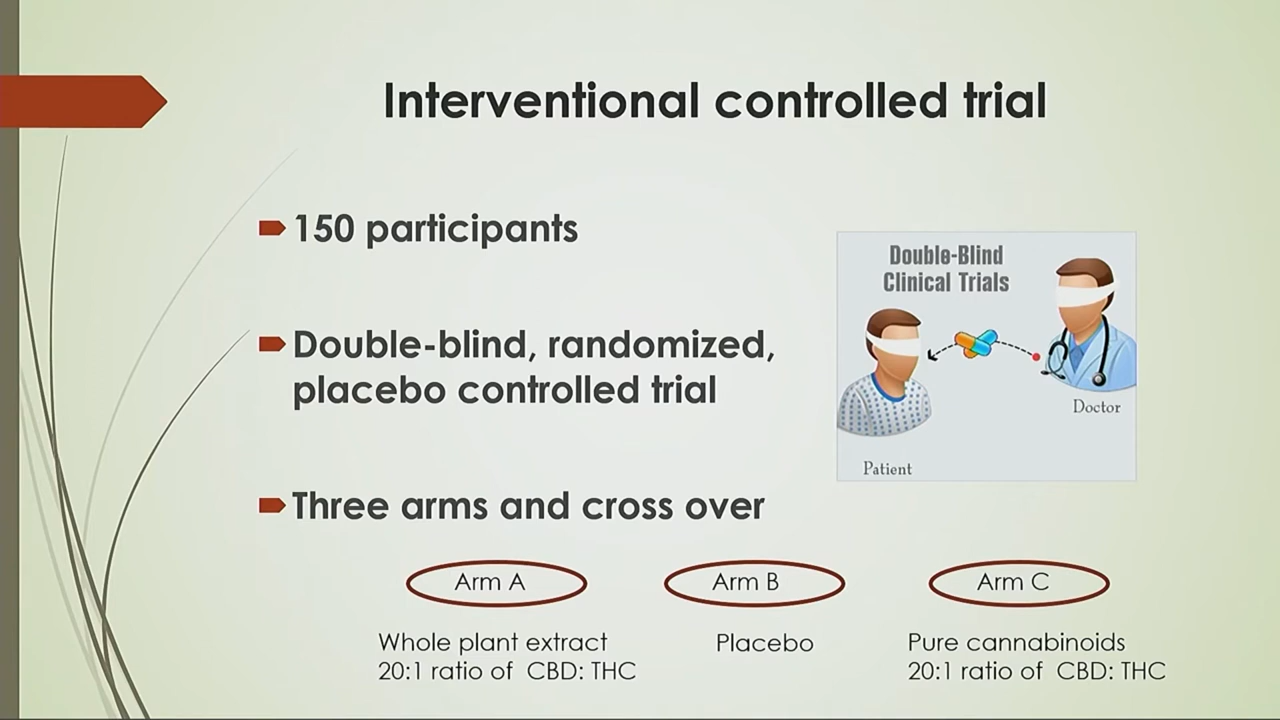 Interventional controlled trial
150 participants
Double-blind, randomized,
placebo controlled trial
Double-Blind
Clinical Trials
Doctor
Patient
Three arms and cross over
Arm A
Arm B
Arm C
Whole plant extract
20:1 ratio of CBD: THC
Placebo
Pure cannabinoids
20:1 ratio of CBD: THC